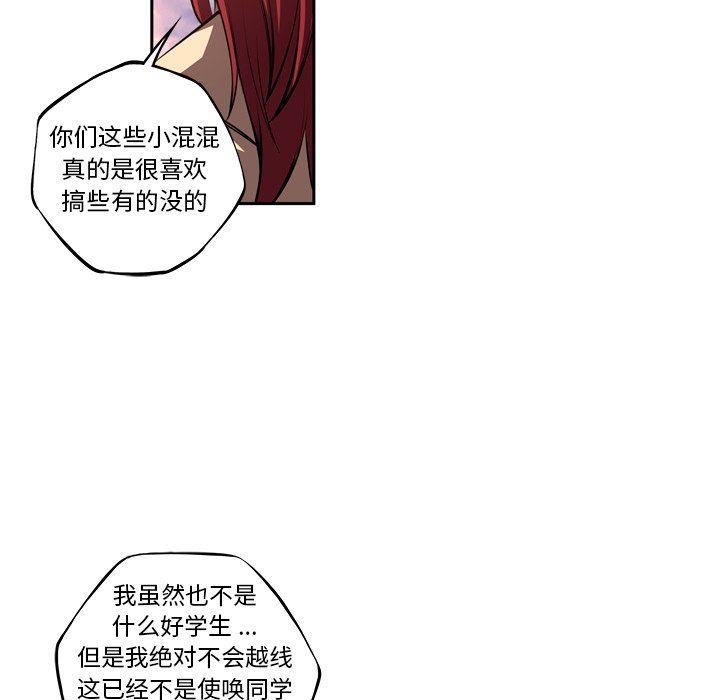 你们这些小混混
真的是很喜欢
搞些有的没的
我虽然也不是
什么好学生...
但是我绝对不会越线
这已经不是使唤同学